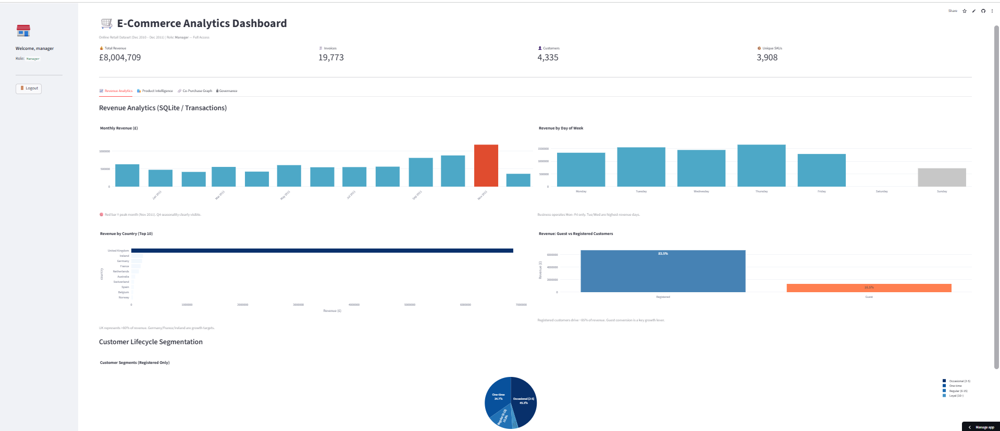 Share
Welcome, manager
Role: Manager
Logout
E-Commerce Analytics Dashboard
Online Retail Dataset (Dec 2010 – Dec 2011) | Role: Manager — Full Access
Total Revenue
£8,004,709
Invoices
19,773
Customers
4,335
Unique SKUs
3,908
Revenue Analytics
Product Intelligence
Co-Purchase Graph
Governance
Revenue Analytics (SQLite / Transactions)
Monthly Revenue (£)
1000000
500000
0
Jan 2011
Mar 2011
May 2011
Jul 2011
Sep 2011
Nov 2011
Red bar = peak month (Nov 2011). Q4 seasonality clearly visible.
Revenue by Day of Week
1500000
1000000
500000
0
Monday
Tuesday
Wednesday
Thursday
Friday
Saturday
Sunday
Business operates Mon–Fri only. Tue/Wed are highest-revenue days.
Revenue by Country (Top 10)
country
United Kingdom
Ireland
Germany
France
Netherlands
Australia
Switzerland
Spain
Belgium
Norway
0
1000000
2000000
3000000
4000000
5000000
6000000
7000000
Revenue (£)
UK represents >80% of revenue. Germany/France/Ireland are growth targets.
Revenue: Guest vs Registered Customers
Revenue (£)
6000000
4000000
2000000
0
83.5%
16.5%
Registered
Guest
Registered customers drive ~85% of revenue. Guest conversion is a key growth lever.
Customer Lifecycle Segmentation
Customer Segments (Registered Only)
One-time
34.7%
Occasional (2-5)
45.3%
Regular (6-15)
Occasional (2-5)
One-time
Regular (6-15)
Loyal (16+)
Manage app